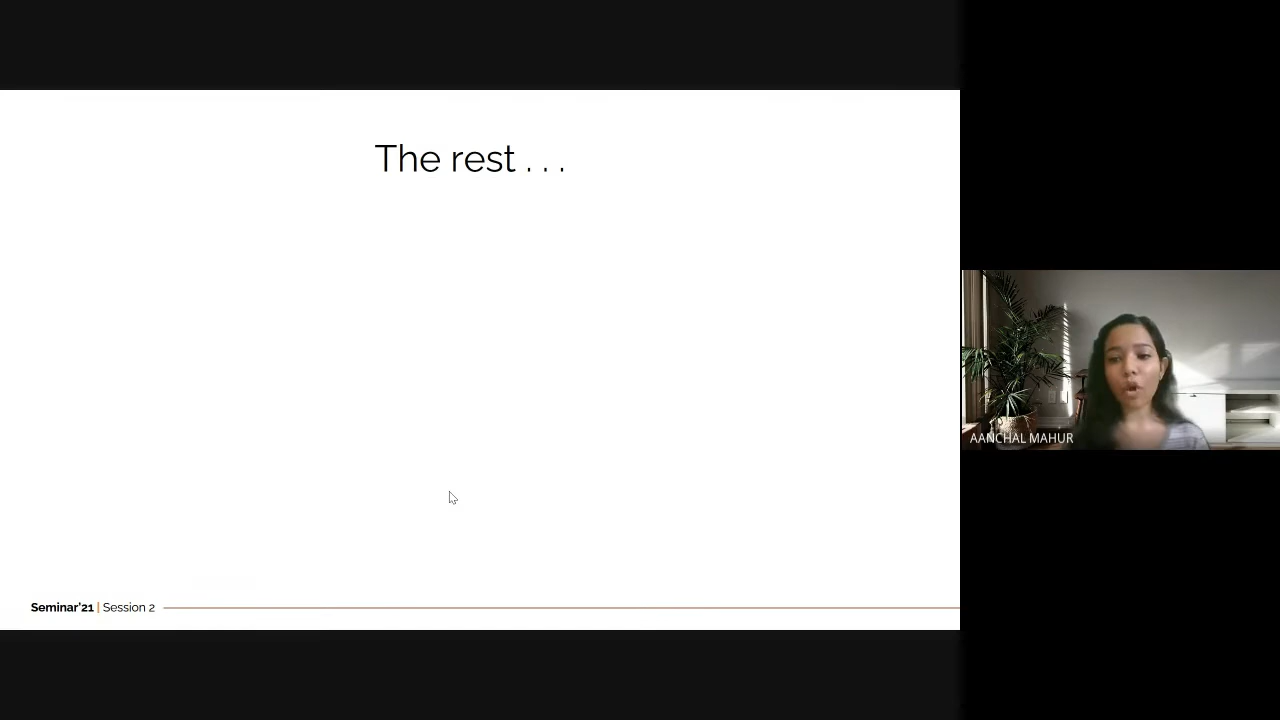 The rest . . .
AANCHAL MAHUR
Seminar'21 | Session 2